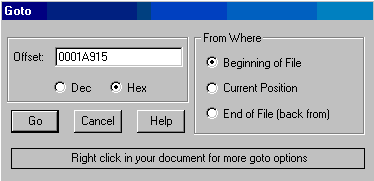 Goto
From Where
Offset: 0001A915
Dec Hex
Beginning of File
Current Position
End of File (back from)
Go Cancel Help
Right click in your document for more goto options